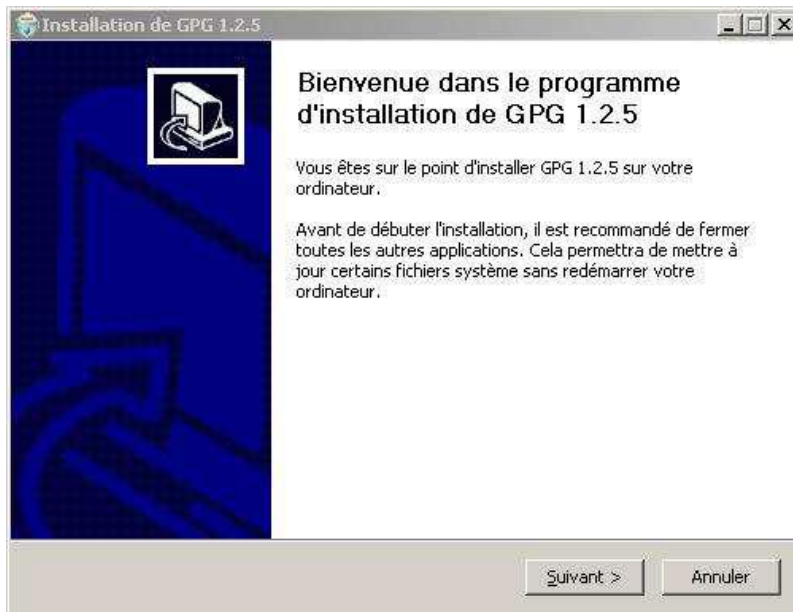 Installation de GPG 1.2.5
Bienvenue dans le programme
d'installation de GPG 1.2.5
Vous êtes sur le point d'installer GPG 1.2.5 sur votre
ordinateur.
Avant de débuter l'installation, il est recommandé de fermer
toutes les autres applications. Cela permettra de mettre à
jour certains fichiers système sans redémarrer votre
ordinateur.
Suivant >
Annuler